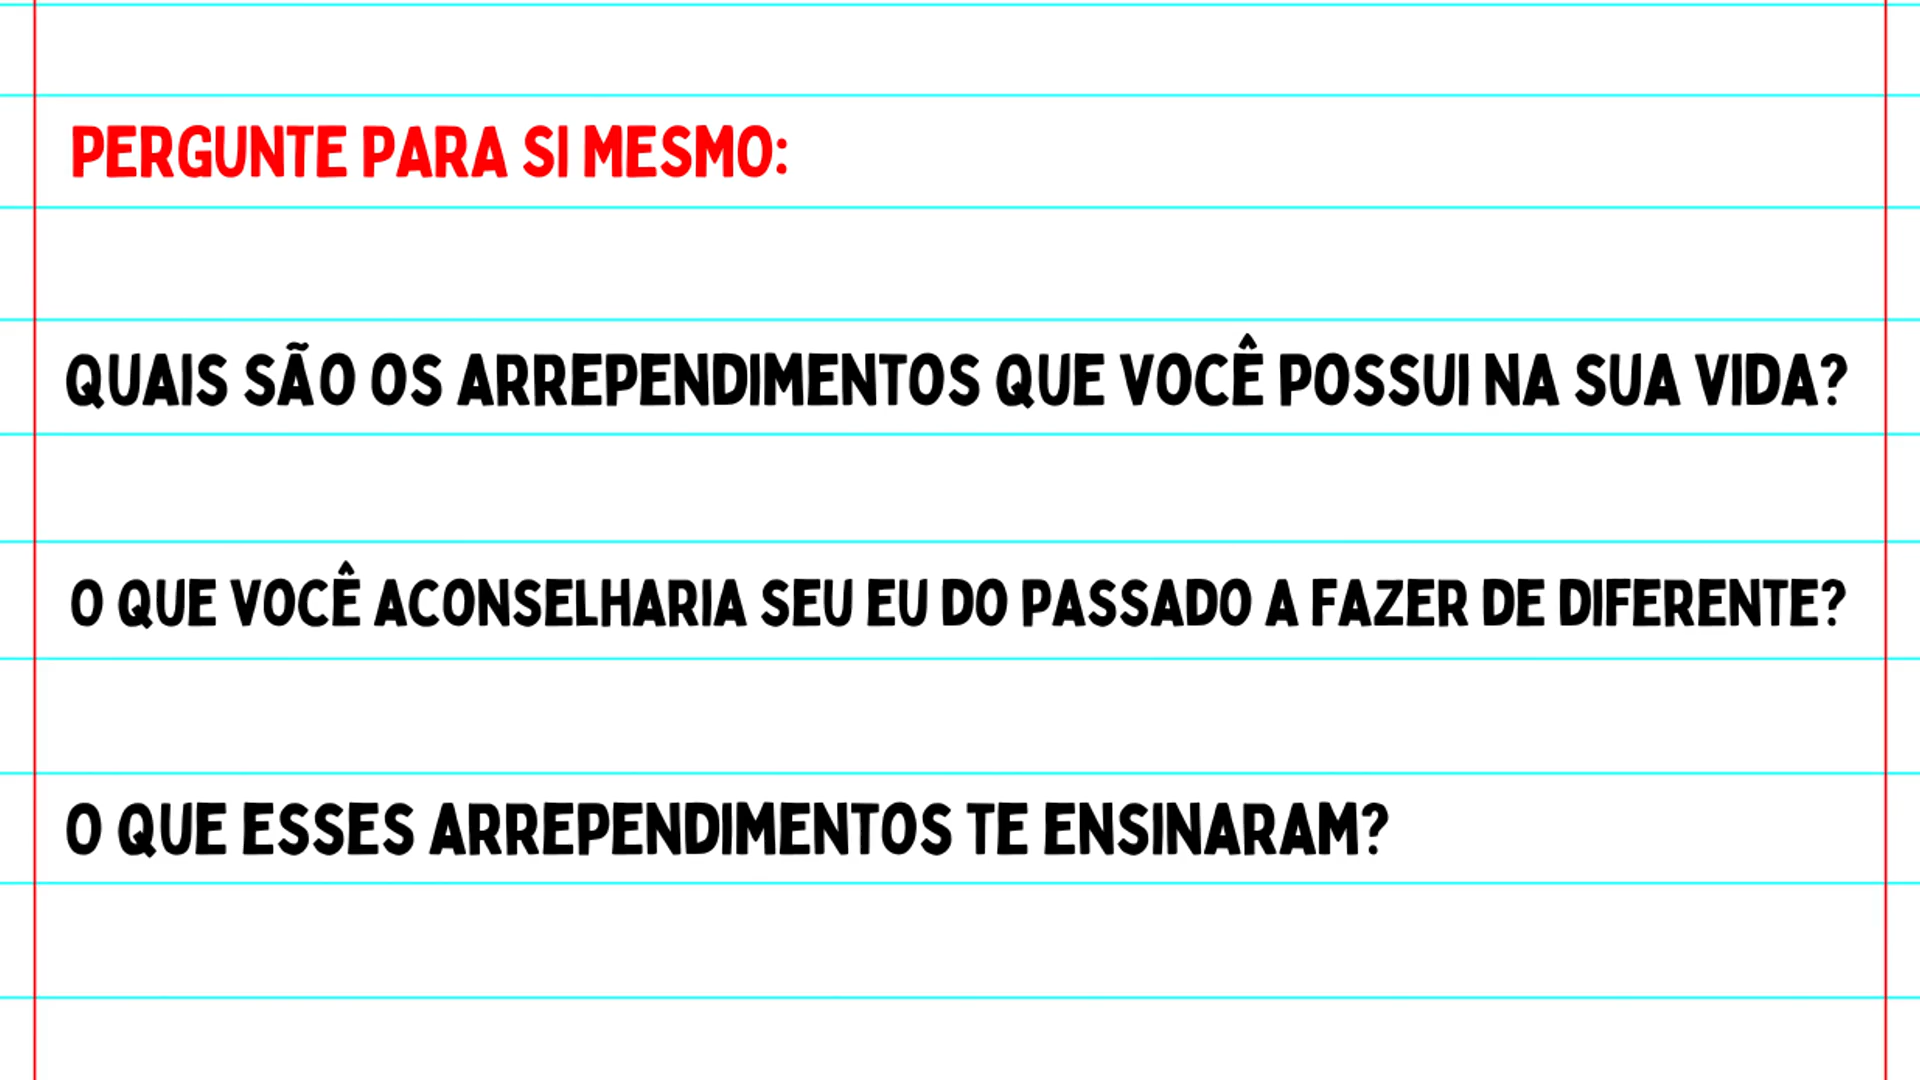 PERGUNTE PARA SI MESMO:
QUAIS SÃO OS ARREPENDIMENTOS QUE VOCÊ POSSUI NA SUA VIDA?
O QUE VOCÊ ACONSELHARIA SEU EU DO PASSADO A FAZER DE DIFERENTE?
O QUE ESSES ARREPENDIMENTOS TE ENSINARAM?